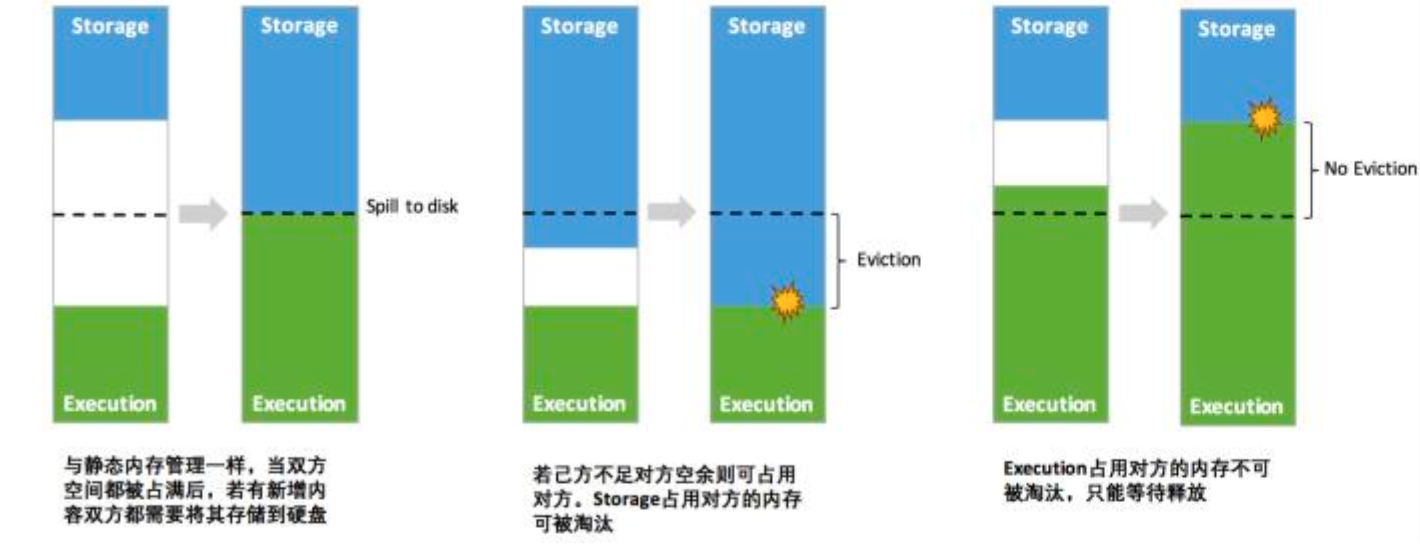 Storage
Storage
Spill to disk
Execution
Execution
与静态内存管理一样，当双方
空间都被占满后，若有新增内
容双方都需要将其存储到硬盘
Storage
Storage
Eviction
Execution
Execution
若己方不足对方空余则可占用
对方。Storage占用对方的内存
可被淘汰
Storage
Storage
No Eviction
Execution
Execution
Execution占用对方的内存不可
被淘汰，只能等待释放